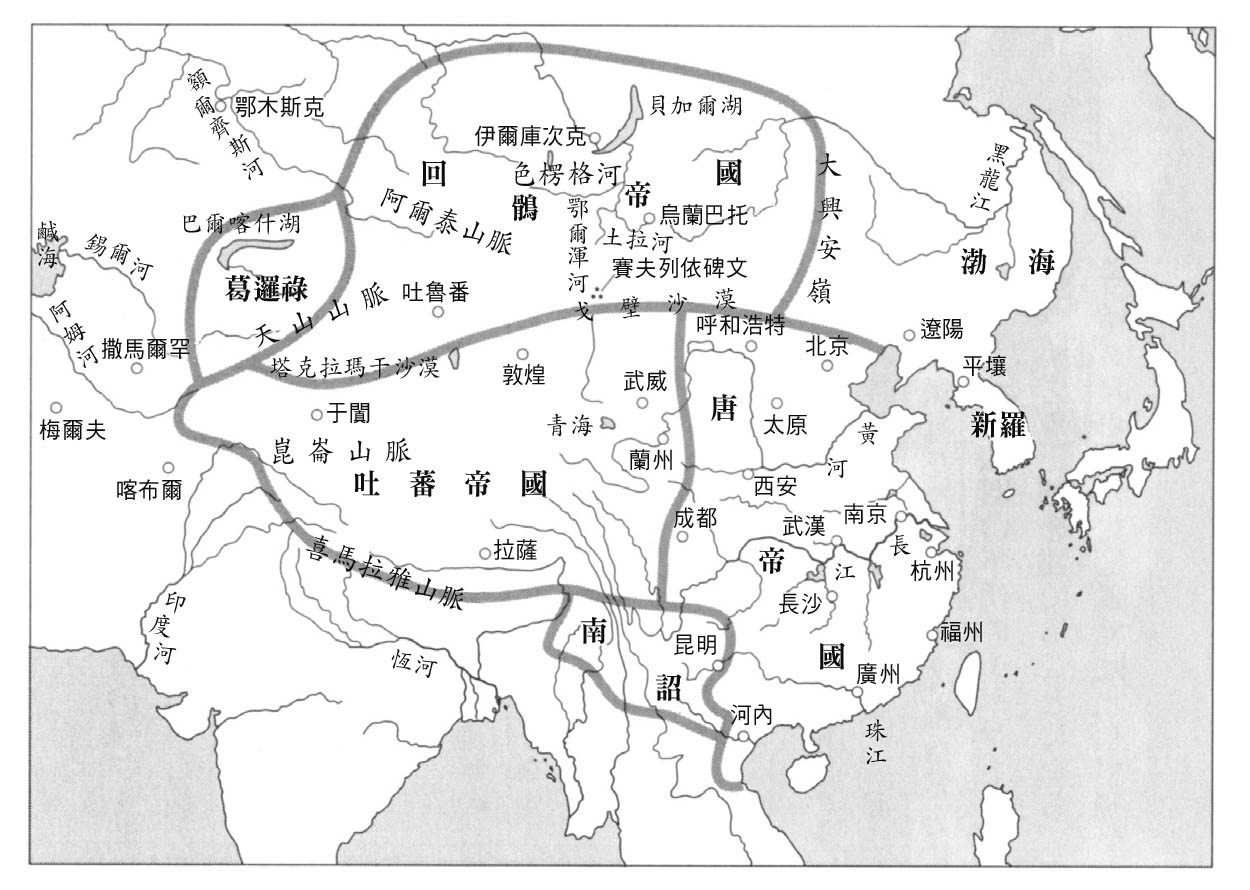 額爾齊斯河
鄂木斯克
貝加爾湖
伊爾庫次克
回鶻帝國
色楞格河
大興安嶺
黑龍江
阿爾泰山脈
鄂爾渾河
烏蘭巴托
土拉河
巴爾喀什湖
鹹海
錫爾河
渤海
賽夫列依碑文
葛邏祿
吐魯番
天山山脈
戈壁沙漠
阿姆河
撒馬爾罕
呼和浩特
北京
遼陽
塔克拉瑪干沙漠
敦煌
平壤
武威
梅爾夫
于闐
唐帝國
太原
新羅
青海
黃河
崑崙山脈
蘭州
喀布爾
吐蕃帝國
西安
成都
武漢
南京
長江
喜馬拉雅山脈
拉薩
杭州
長沙
印度河
南詔
福州
昆明
恆河
廣州
河內
珠江